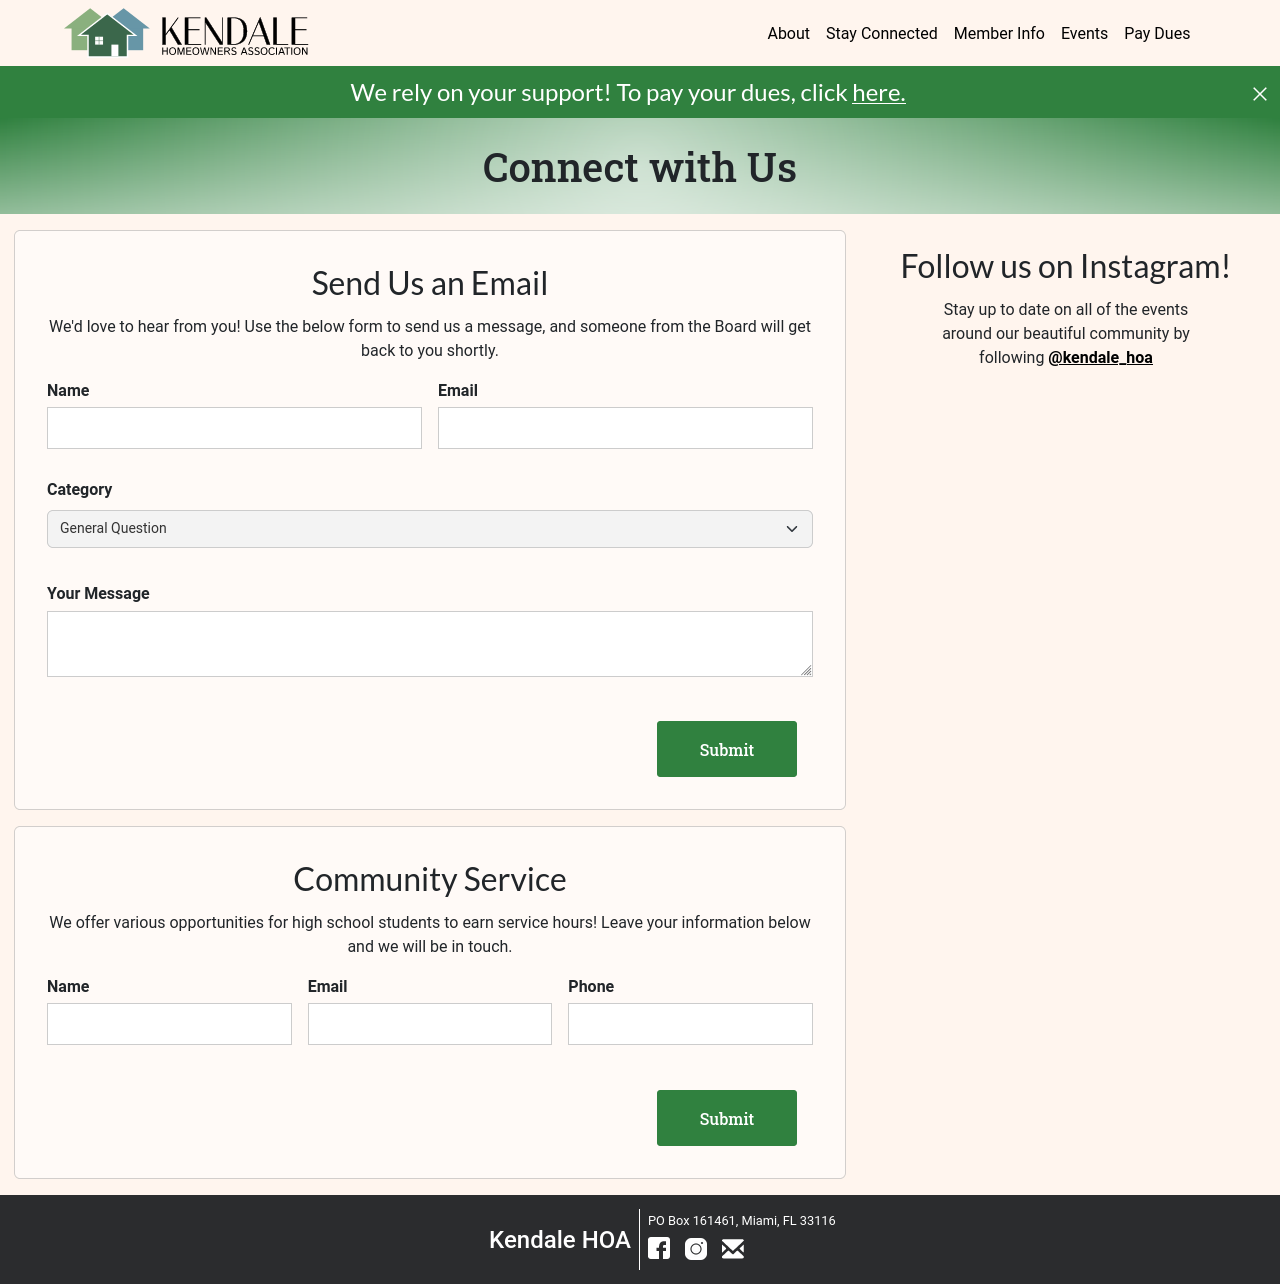 KENDALE
HOMEOWNERS ASSOCIATION
About Stay Connected Member Info Events Pay Dues
We rely on your support! To pay your dues, click here.
Connect with Us
Send Us an Email
We'd love to hear from you! Use the below form to send us a message, and someone from the Board will get
back to you shortly.
Name Email
Category
General Question
Your Message
Submit
Follow us on Instagram!
Stay up to date on all of the events
around our beautiful community by
following @kendale_hoa
Community Service
We offer various opportunities for high school students to earn service hours! Leave your information below
and we will be in touch.
Name Email Phone
Submit
Kendale HOA
PO Box 161461, Miami, FL 33116